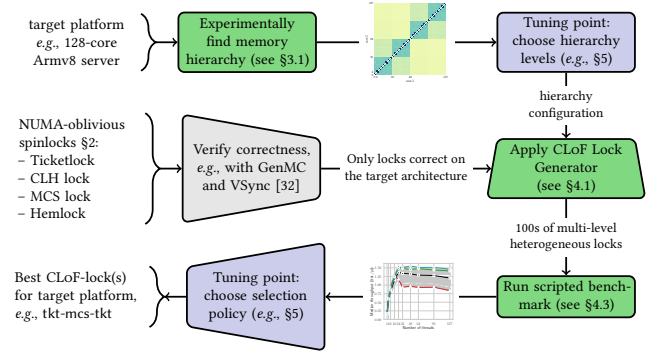 target platform
e.g., 128-core
Armv8 server
Experimentally
find memory
hierarchy (see §3.1)
Tuning point:
choose hierarchy
levels (e.g., §5)
hierarchy
configuration
NUMA-oblivious
spinlocks §2:
– Ticketlock
– CLH lock
– MCS lock
– Hemlock
Verify correctness,
e.g., with GenMC
and VSync [32]
Only locks correct on
the target architecture
Apply CLoF Lock
Generator
(see §4.1)
100s of multi-level
heterogeneous locks
Best CLoF-lock(s)
for target platform,
e.g., tkt-mcs-tkt
Tuning point:
choose selection
policy (e.g., §5)
Number of threads
Run scripted bench-
mark (see §4.3)